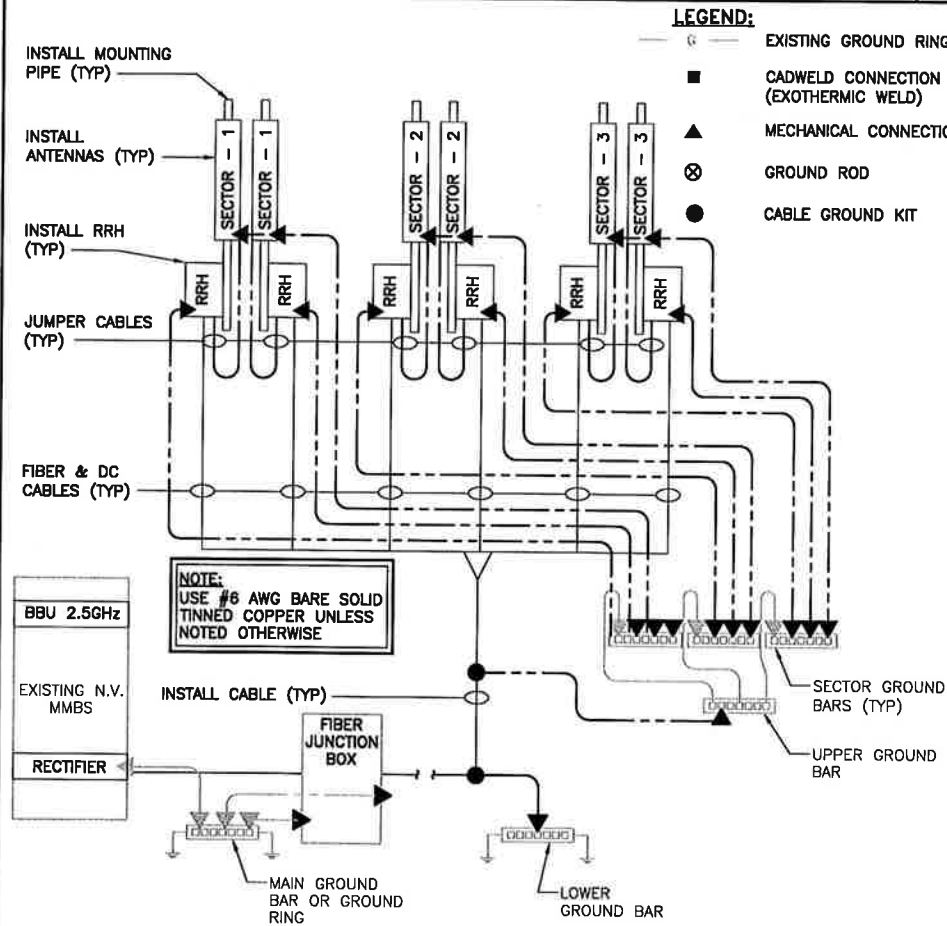 LEGEND:
G EXISTING GROUND RING
CADWELD CONNECTION
(EXOTHERMIC WELD)
MECHANICAL CONNECTIO
GROUND ROD
CABLE GROUND KIT
INSTALL MOUNTING
PIPE (TYP)
INSTALL
ANTENNAS (TYP)
INSTALL RRH
(TYP)
JUMPER CABLES
(TYP)
FIBER & DC
CABLES (TYP)
SECTOR - 1
SECTOR - 1
SECTOR - 2
SECTOR - 2
SECTOR - 3
SECTOR - 3
RRH
RRH
RRH
RRH
RRH
RRH
NOTE:
USE #6 AWG BARE SOLID
TINNED COPPER UNLESS
NOTED OTHERWISE
BBU 2.5GHz
EXISTING N.V.
MMBS
RECTIFIER
INSTALL CABLE (TYP)
FIBER
JUNCTION
BOX
SECTOR GROUND
BARS (TYP)
UPPER GROUND
BAR
MAIN GROUND
BAR OR GROUND
RING
LOWER
GROUND BAR